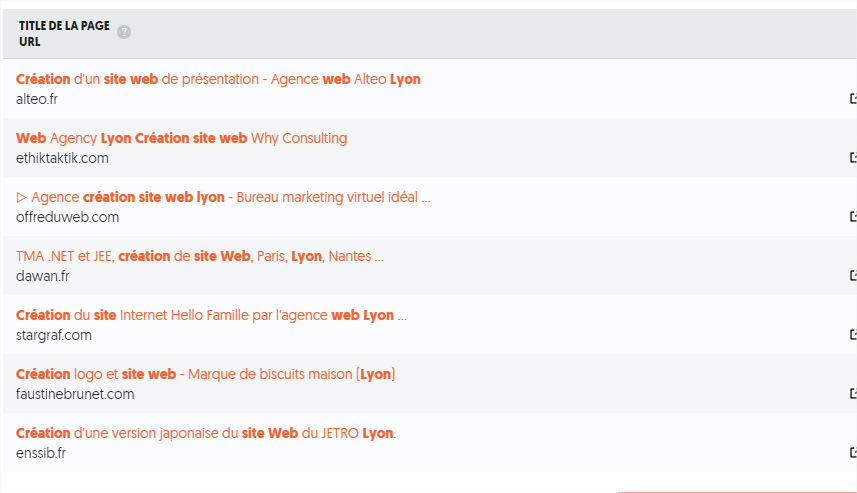 TITLE DE LA PAGE ?
URL
Création d'un site web de présentation - Agence web Alteo Lyon
alteo.fr
Web Agency Lyon Création site web Why Consulting
ethiktaktik.com
▷ Agence création site web lyon - Bureau marketing virtuel idéal ...
offreduweb.com
TMA .NET et JEE, création de site Web, Paris, Lyon, Nantes ...
dawan.fr
Création du site Internet Hello Famille par l'agence web Lyon ...
stargraf.com
Création logo et site web - Marque de biscuits maison (Lyon)
faustinebrunet.com
Création d'une version japonaise du site Web du JETRO Lyon.
enssib.fr